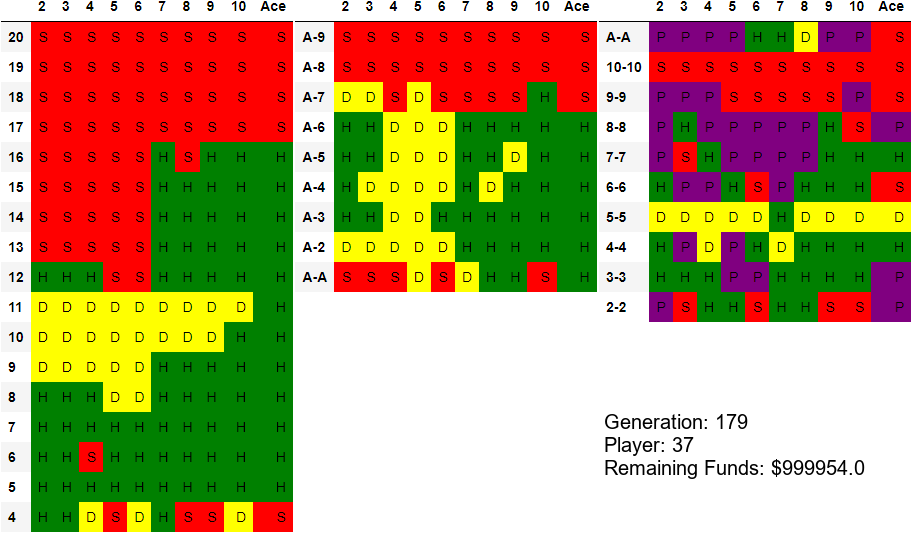 2 3 4 5 6 7 8 9 10 Ace
20 S S S S S S S S S S
19 S S S S S S S S S S
18 S S S S S S S S S S
17 S S S S S S S S S S
16 S S S S S H S H H H
15 S S S S S H H H H H
14 S S S S S H H H H H
13 S S S S S H H H H H
12 H H H S S H H H H H
11 D D D D D D D D D H
10 D D D D D D D D H H
9 D D D D D H H H H H
8 H H H D D H H H H H
7 H H H H H H H H H H
6 H H S H H H H H H H
5 H H H H H H H H H H
4 H H D S D H S S D S
2 3 4 5 6 7 8 9 10 Ace
A-9 S S S S S S S S S S
A-8 S S S S S S S S S S
A-7 D D S D S S S S H S
A-6 H H D D D H H H H H
A-5 H H D D D H H D H H
A-4 H D D D D H D H H H
A-3 H H D D H H H H H H
A-2 D D D D D H H H H H
A-A S S S D S D H H S H
2 3 4 5 6 7 8 9 10 Ace
A-A P P P P H H D P P S
10-10 S S S S S S S S S S
9-9 P P P S S S S S P S
8-8 P H P P P P P H S P
7-7 P S H P P P P H H H
6-6 H P P H S P H H H S
5-5 D D D D D H D D D D
4-4 H P D P H D H H H H
3-3 H H H P P H H H H P
2-2 P S H H S H H S S P
Generation: 179
Player: 37
Remaining Funds: $999954.0